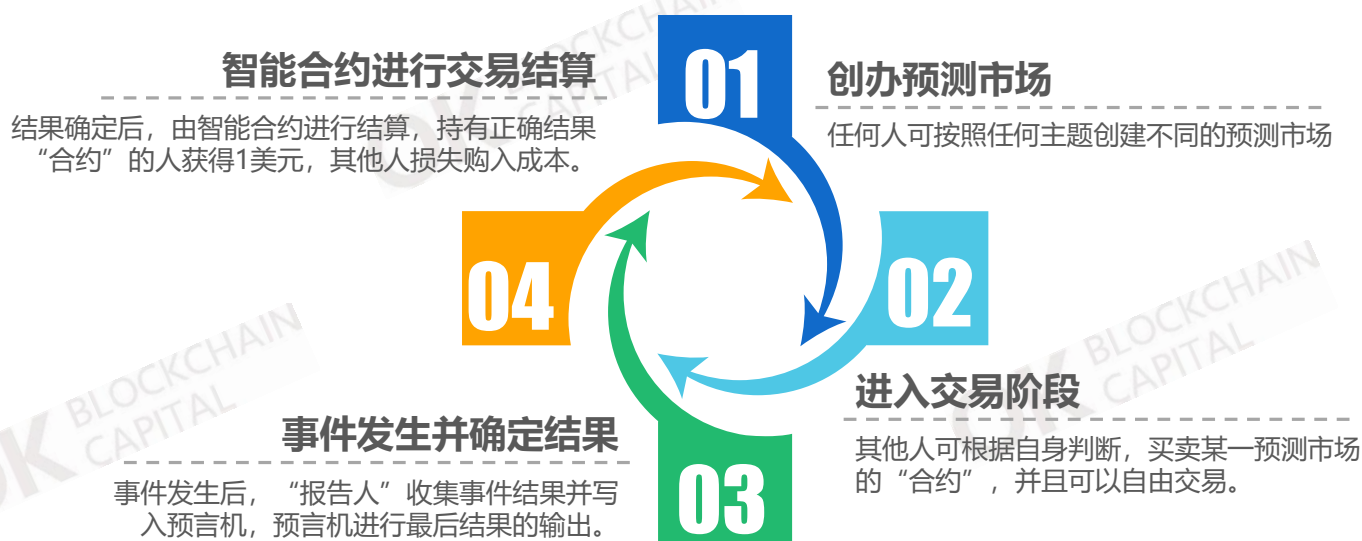 01
创办预测市场
任何人可按照任何主题创建不同的预测市场
02
进入交易阶段
其他人可根据自身判断，买卖某一预测市场
的“合约”，并且可以自由交易。
03
事件发生并确定结果
事件发生后，“报告人”收集事件结果并写
入预言机，预言机进行最后结果的输出。
04
智能合约进行交易结算
结果确定后，由智能合约进行结算，持有正确结果
“合约”的人获得1美元，其他人损失购入成本。
OK BLOCKCHAIN
CAPITAL
OK BLOCKCHAIN
CAPITAL
OK BLOCKCHAIN
CAPITAL